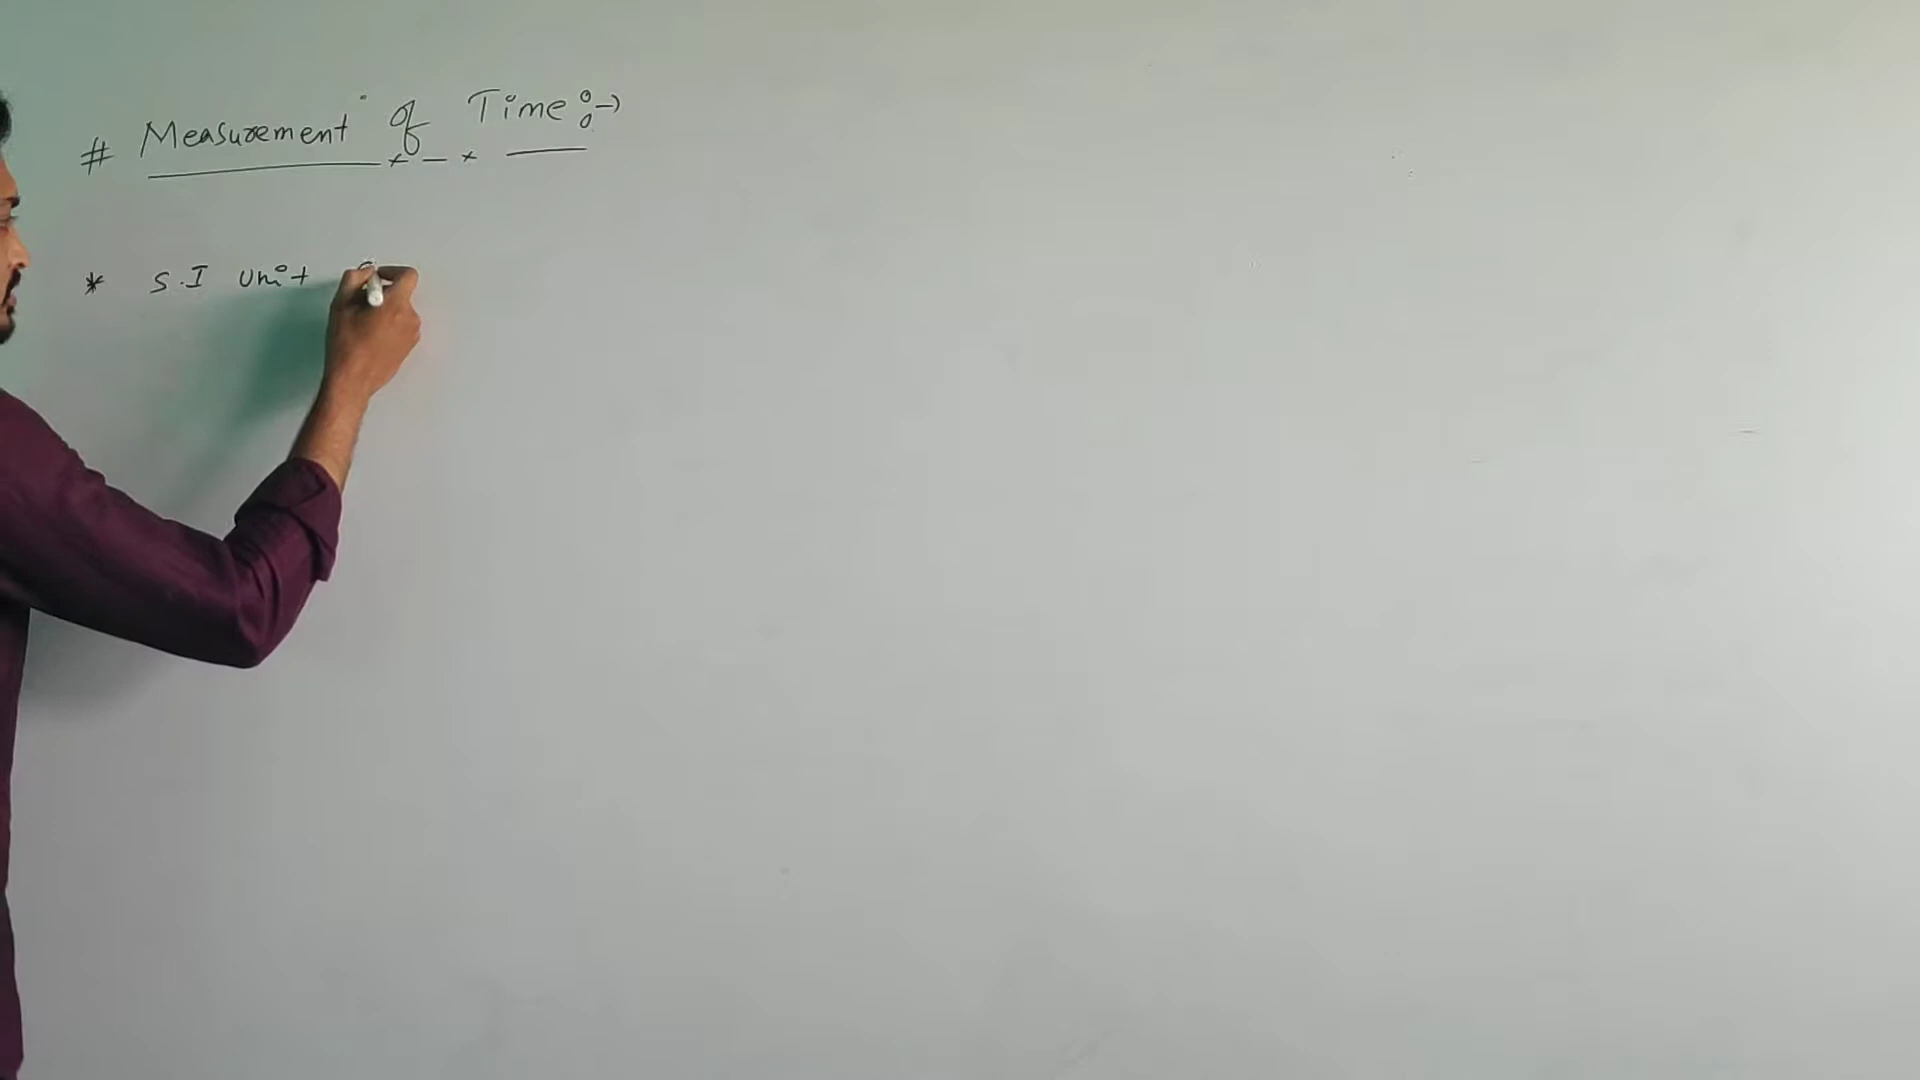 # Measurement of Time :→
* S.I Unit